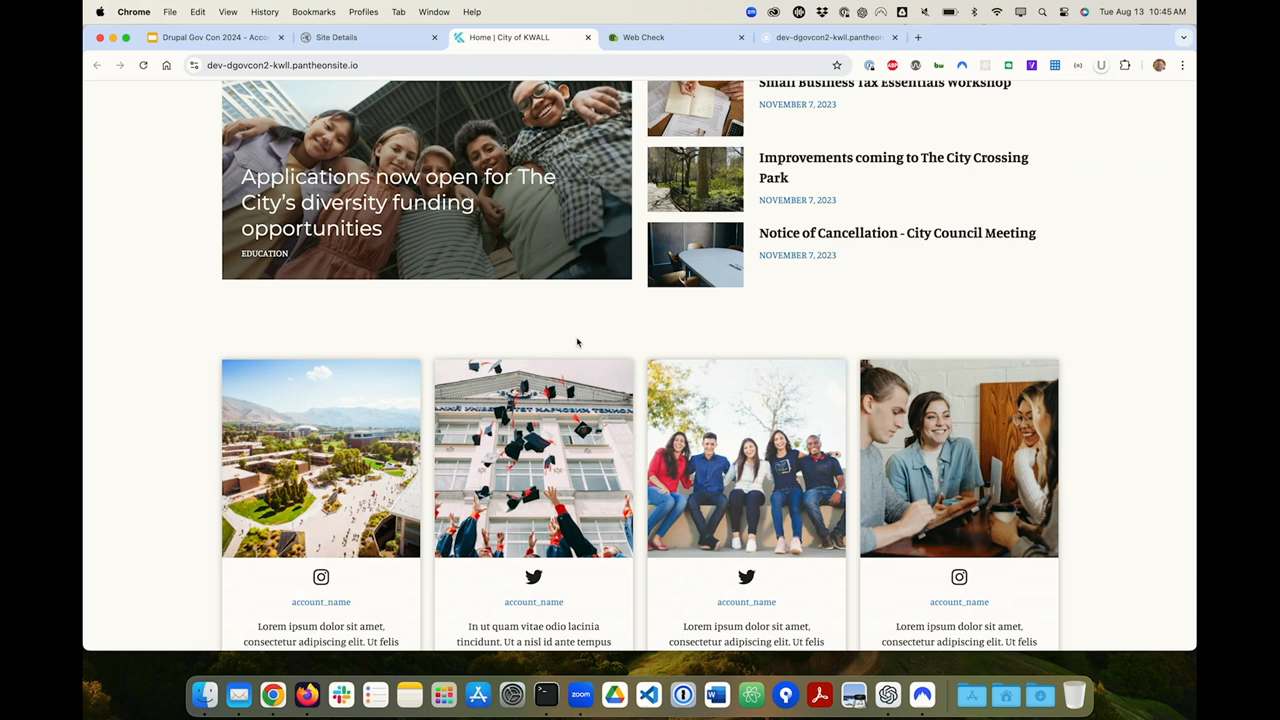 Chrome File Edit View History Bookmarks Profiles Tab Window Help
Tue Aug 13 10:45 AM
Drupal Gov Con 2024 - Acco
Site Details
Home | City of KWALL
Web Check
dev-dgovcon2-kwll.pantheon
dev-dgovcon2-kwll.pantheonsite.io
Applications now open for The
City's diversity funding
opportunities
EDUCATION
Small Business Tax Essentials Workshop
NOVEMBER 7, 2023
Improvements coming to The City Crossing
Park
NOVEMBER 7, 2023
Notice of Cancellation - City Council Meeting
NOVEMBER 7, 2023
account_name
Lorem ipsum dolor sit amet,
consectetur adipiscing elit. Ut felis
account_name
In ut quam vitae odio lacinia
tincidunt. Ut a nisl id ante tempus
account_name
Lorem ipsum dolor sit amet,
consectetur adipiscing elit. Ut felis
account_name
Lorem ipsum dolor sit amet,
consectetur adipiscing elit. Ut felis
zoom